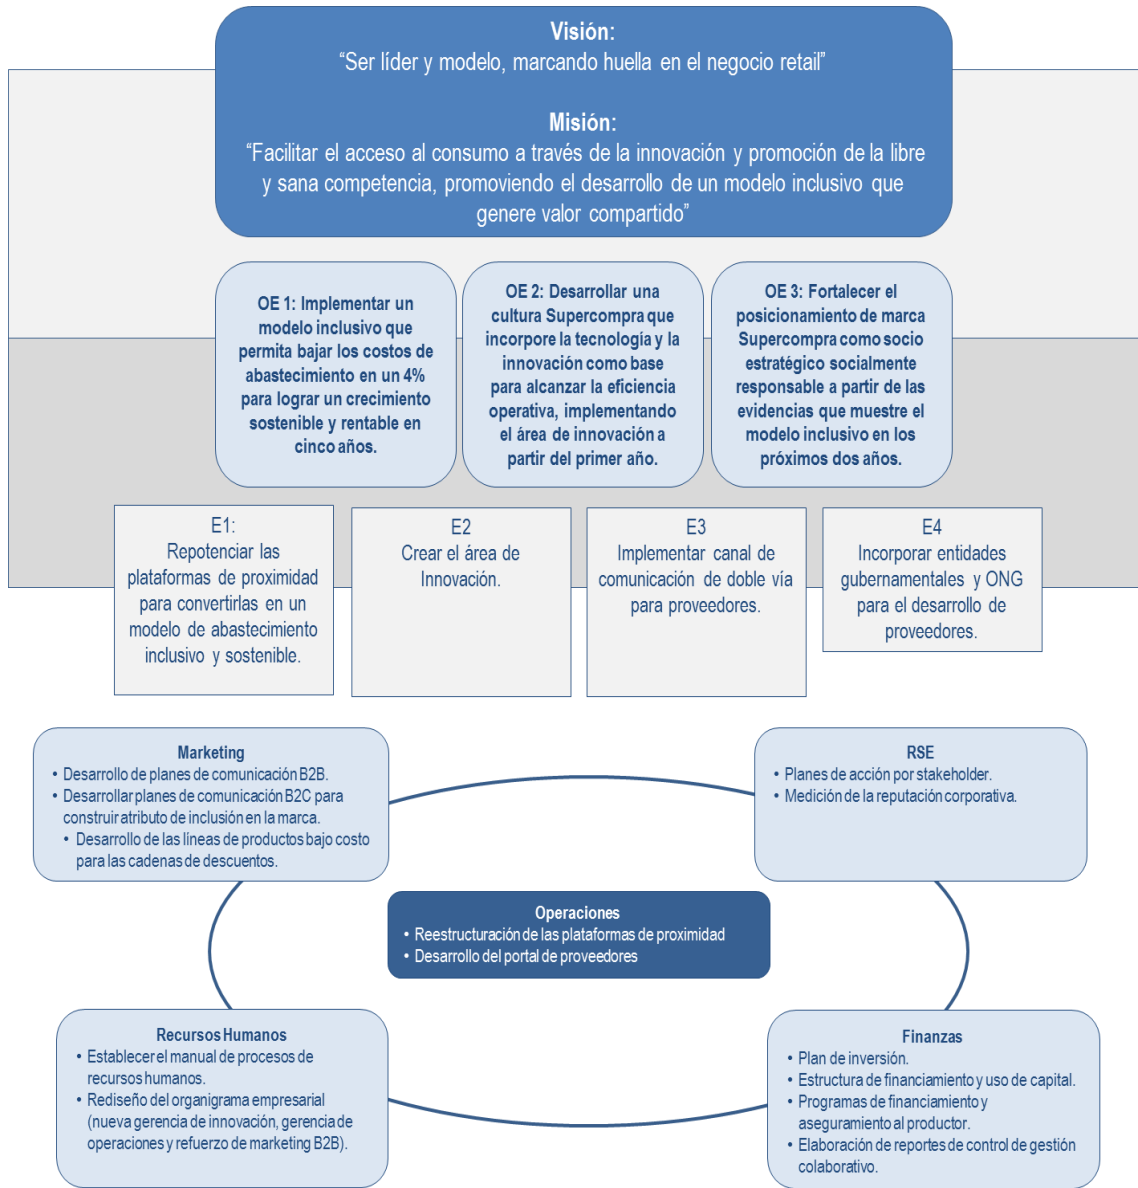 Visión:
“Ser líder y modelo, marcando huella en el negocio retail”
Misión:
“Facilitar el acceso al consumo a través de la innovación y promoción de la libre
y sana competencia, promoviendo el desarrollo de un modelo inclusivo que
genere valor compartido”
OE 1: Implementar un
modelo inclusivo que
permita bajar los costos de
abastecimiento en un 4%
para lograr un crecimiento
sostenible y rentable en
cinco años.
OE 2: Desarrollar una
cultura Supercompra que
incorpore la tecnología y la
innovación como base
para alcanzar la eficiencia
operativa, implementando
el área de innovación a
partir del primer año.
OE 3: Fortalecer el
posicionamiento de marca
Supercompra como socio
estratégico socialmente
responsable a partir de las
evidencias que muestre el
modelo inclusivo en los
próximos dos años.
E1:
Repotenciar las
plataformas de proximidad
para convertirlas en un
modelo de abastecimiento
inclusivo y sostenible.
E2
Crear el área de
Innovación.
E3
Implementar canal de
comunicación de doble vía
para proveedores.
E4
Incorporar entidades
gubernamentales y ONG
para el desarrollo de
proveedores.
Marketing
• Desarrollo de planes de comunicación B2B.
• Desarrollar planes de comunicación B2C para
construir atributo de inclusión en la marca.
• Desarrollo de las líneas de productos bajo costo
para las cadenas de descuentos.
RSE
• Planes de acción por stakeholder.
• Medición de la reputación corporativa.
Operaciones
• Reestructuración de las plataformas de proximidad
• Desarrollo del portal de proveedores
Recursos Humanos
• Establecer el manual de procesos de
recursos humanos.
• Rediseño del organigrama empresarial
(nueva gerencia de innovación, gerencia de
operaciones y refuerzo de marketing B2B).
Finanzas
• Plan de inversión.
• Estructura de financiamiento y uso de capital.
• Programas de financiamiento y
aseguramiento al productor.
• Elaboración de reportes de control de gestión
colaborativo.